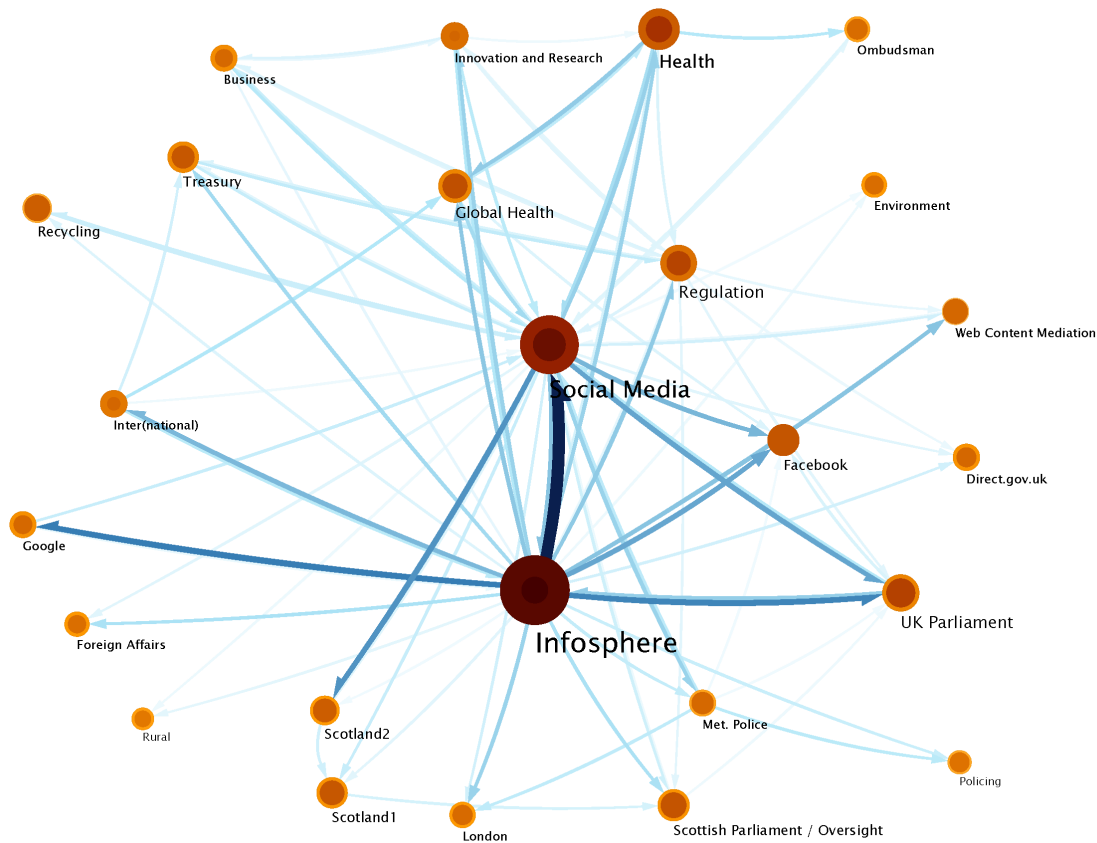 Innovation and Research
Health
Ombudsman
Business
Treasury
Global Health
Environment
Recycling
Regulation
Web Content Mediation
Social Media
Inter(national)
Facebook
Direct.gov.uk
Google
Infosphere
UK Parliament
Foreign Affairs
Rural
Scotland2
Met. Police
Policing
Scotland1
London
Scottish Parliament / Oversight